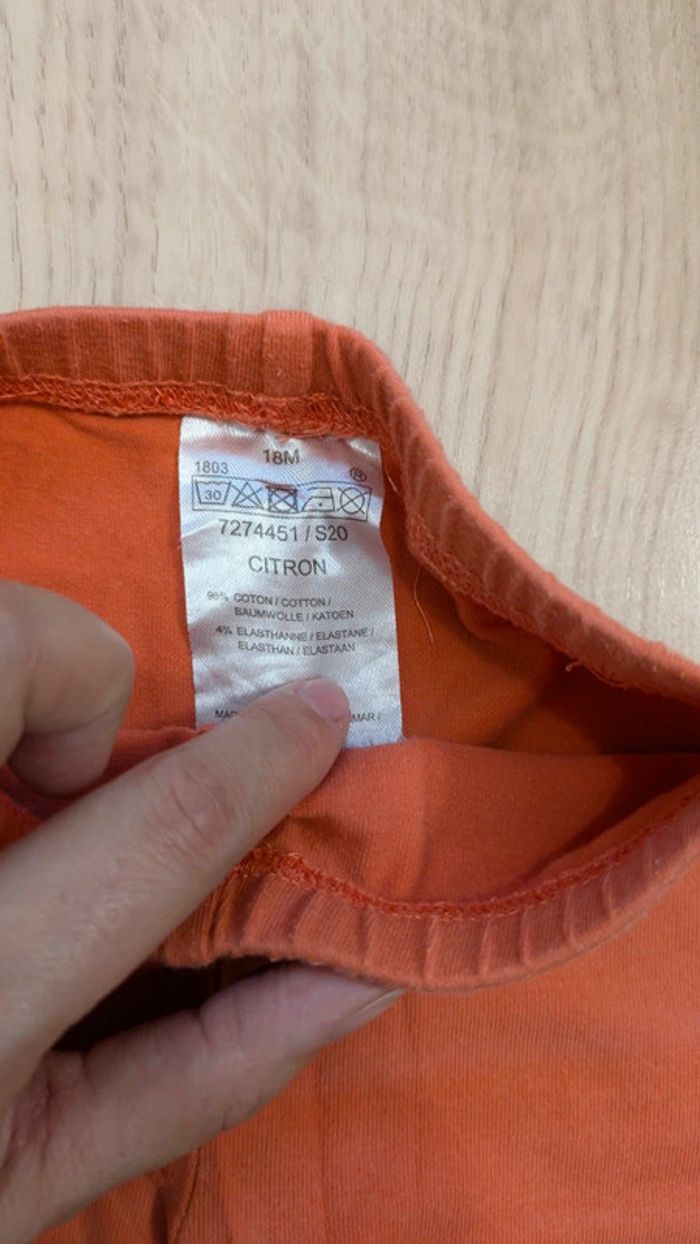 18M
1803
®
30
7274451 / S20
CITRON
96% COTON / COTTON /
BAUMWOLLE / KATOEN
4% ELASTHANNE / ELASTANE /
ELASTHAN / ELASTAAN